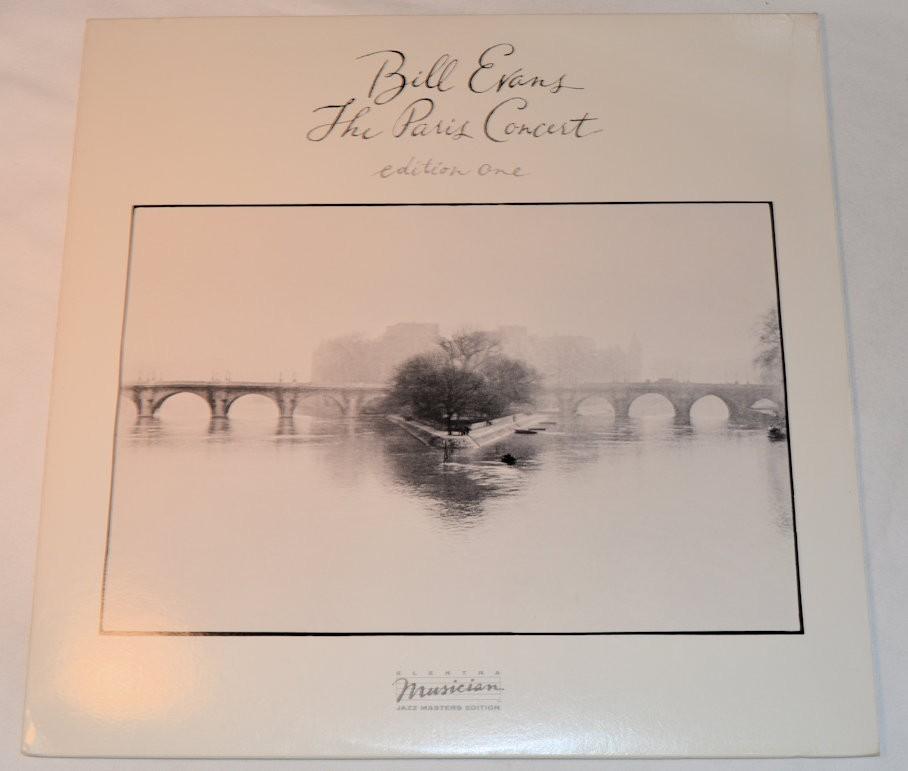 Bill Evans
The Paris Concert
edition one
ELEKTRA
Musician
JAZZ MASTERS EDITION